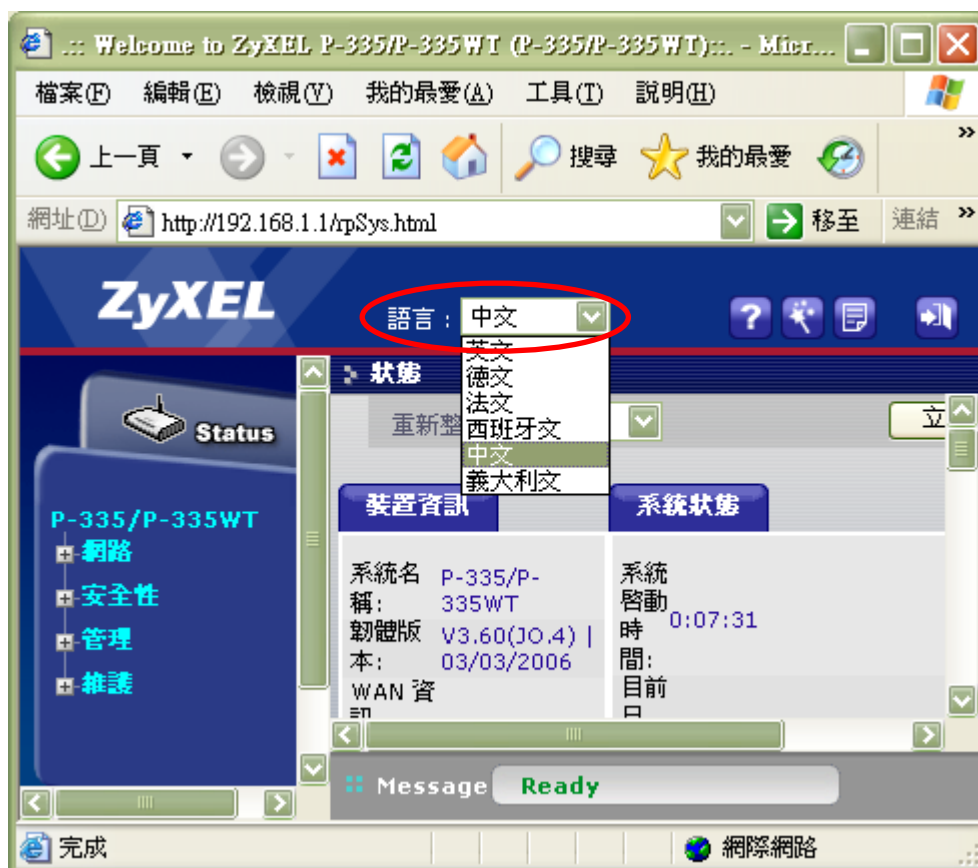 .:: Welcome to ZyXEL P-335/P-335WT (P-335/P-335WT)::. - Micr...
檔案(F) 編輯(E) 檢視(V) 我的最愛(A) 工具(T) 說明(H)
上一頁 搜尋 我的最愛 »
網址(D) http://192.168.1.1/rpSys.html 移至 連結 »
ZyXEL
語言 : 中文
英文
德文
法文
西班牙文
中文
義大利文
狀態
重新整
立
Status
P-335/P-335WT
網路
安全性
管理
維護
裝置資訊
系統名稱: P-335/P-
335WT
韌體版本: V3.60(JO.4) |
03/03/2006
WAN 資
訊
系統狀態
系統
啓動
時
間: 0:07:31
目前
日
Message Ready
完成 網際網路